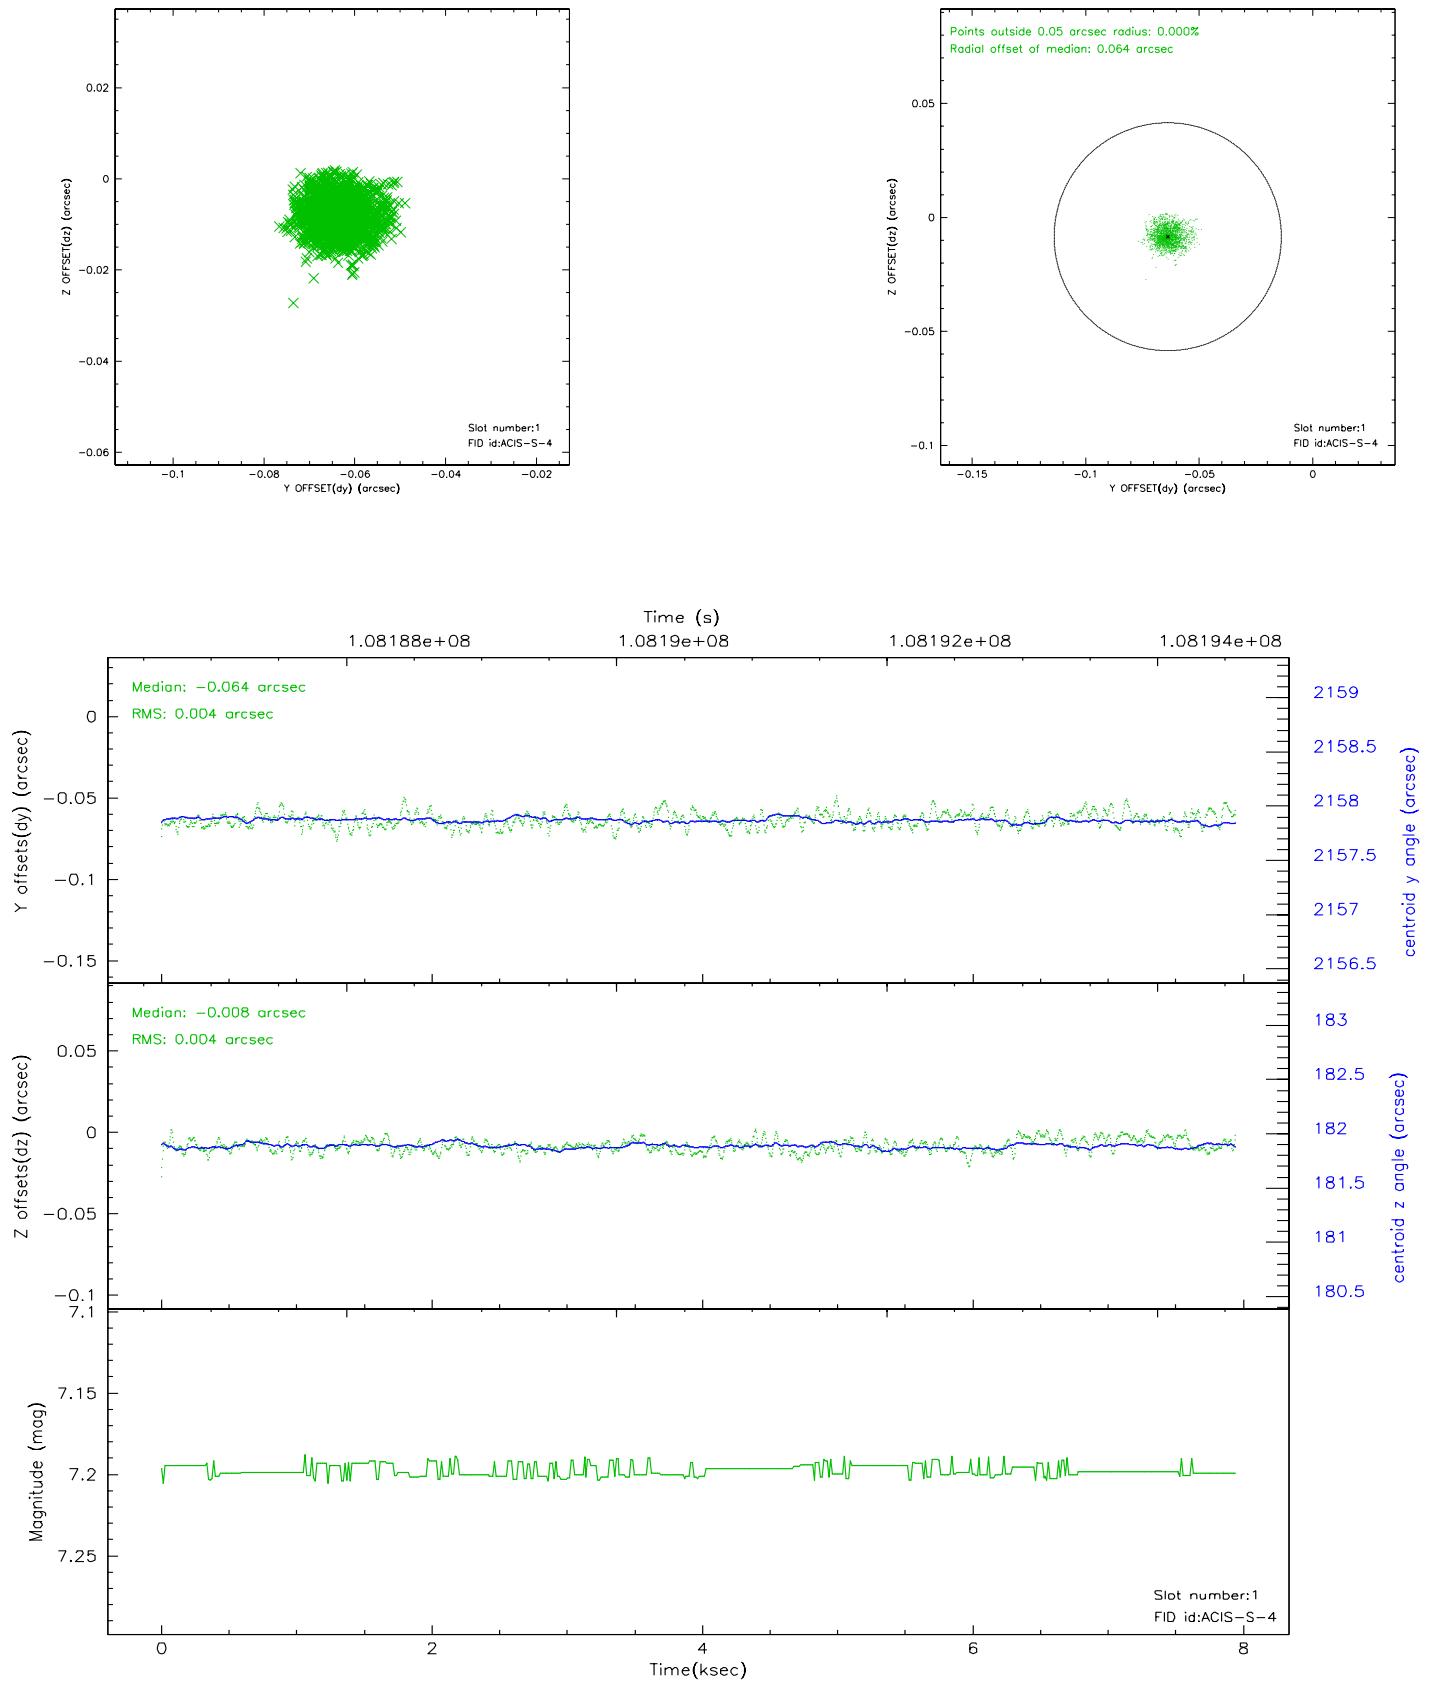 Points outside 0.05 arcsec radius: 0.000%
Radial offset of median: 0.064 arcsec
0.02
0
−0.02
−0.04
−0.06
Z OFFSET(dz) (arcsec)
Slot number:1
FID id:ACIS−S−4
−0.1
−0.08
−0.06
−0.04
−0.02
Y OFFSET(dy) (arcsec)
0.05
0
−0.05
−0.1
Z OFFSET(dz) (arcsec)
Slot number:1
FID id:ACIS−S−4
−0.15
−0.1
−0.05
0
Y OFFSET(dy) (arcsec)
Time (s)
1.08188e+08
1.0819e+08
1.08192e+08
1.08194e+08
Median: −0.064 arcsec
RMS: 0.004 arcsec
0
−0.05
−0.1
−0.15
Y offsets(dy) (arcsec)
2159
2158.5
2158
2157.5
2157
2156.5
centroid y angle (arcsec)
Median: −0.008 arcsec
RMS: 0.004 arcsec
0.05
0
−0.05
−0.1
Z offsets(dz) (arcsec)
183
182.5
182
181.5
181
180.5
centroid z angle (arcsec)
7.1
7.15
7.2
7.25
Magnitude (mag)
Slot number:1
FID id:ACIS−S−4
0
2
4
6
8
Time(ksec)